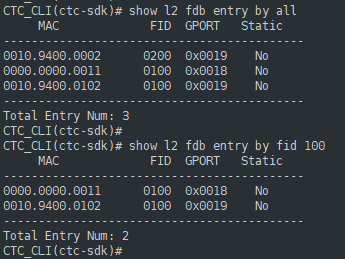 CTC_CLI(ctc-sdk)# show l2 fdb entry by all
MAC FID GPORT Static
-----------------------------------------
0010.9400.0002 0200 0x0019 No
0000.0000.0011 0100 0x0018 No
0010.9400.0102 0100 0x0019 No
-----------------------------------------
Total Entry Num: 3
CTC_CLI(ctc-sdk)#
CTC_CLI(ctc-sdk)# show l2 fdb entry by fid 100
MAC FID GPORT Static
-----------------------------------------
0000.0000.0011 0100 0x0018 No
0010.9400.0102 0100 0x0019 No
-----------------------------------------
Total Entry Num: 2
CTC_CLI(ctc-sdk)#